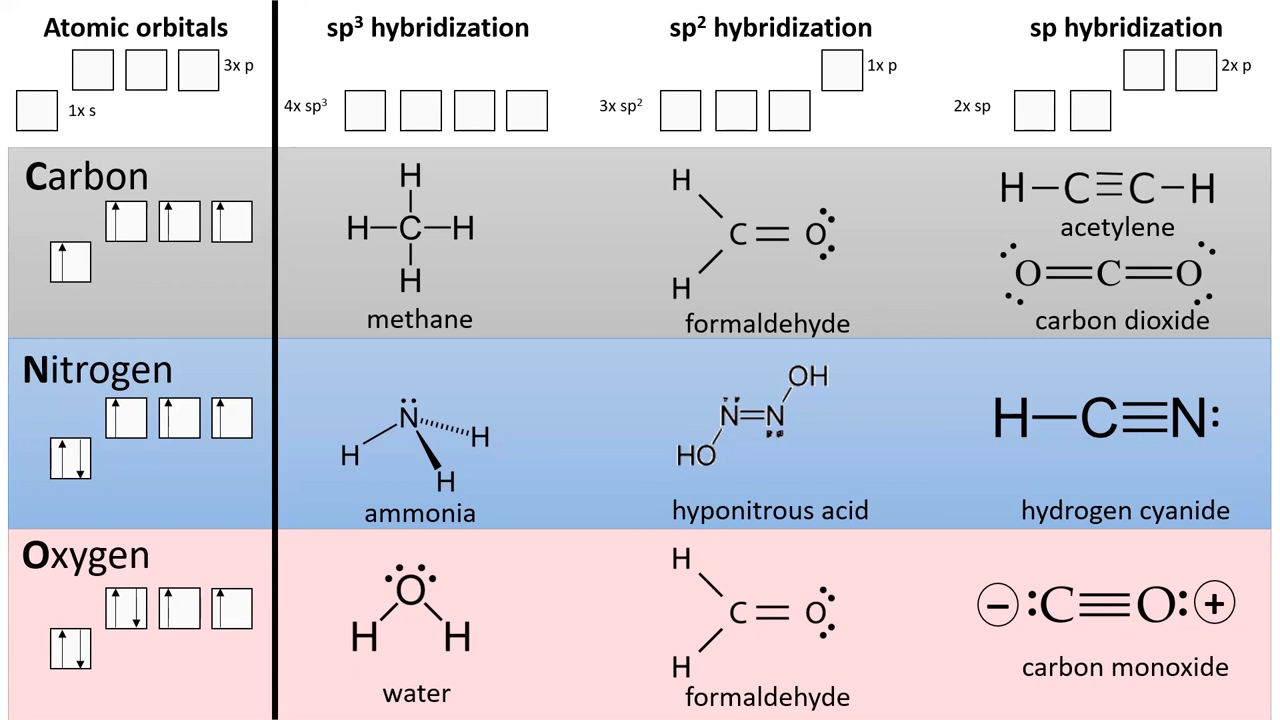 Atomic orbitals
3x p
1x s
sp³ hybridization
4x sp³
sp² hybridization
1x p
3x sp²
sp hybridization
2x p
2x sp
Carbon
H
H–C–H
H
methane
H
C=O
H
formaldehyde
H–C≡C–H
acetylene
O=C=O
carbon dioxide
Nitrogen
N
H
H
H
ammonia
OH
N=N
HO
hyponitrous acid
H–C≡N:
hydrogen cyanide
Oxygen
O
H H
water
H
C=O
H
formaldehyde
− :C≡O: +
carbon monoxide